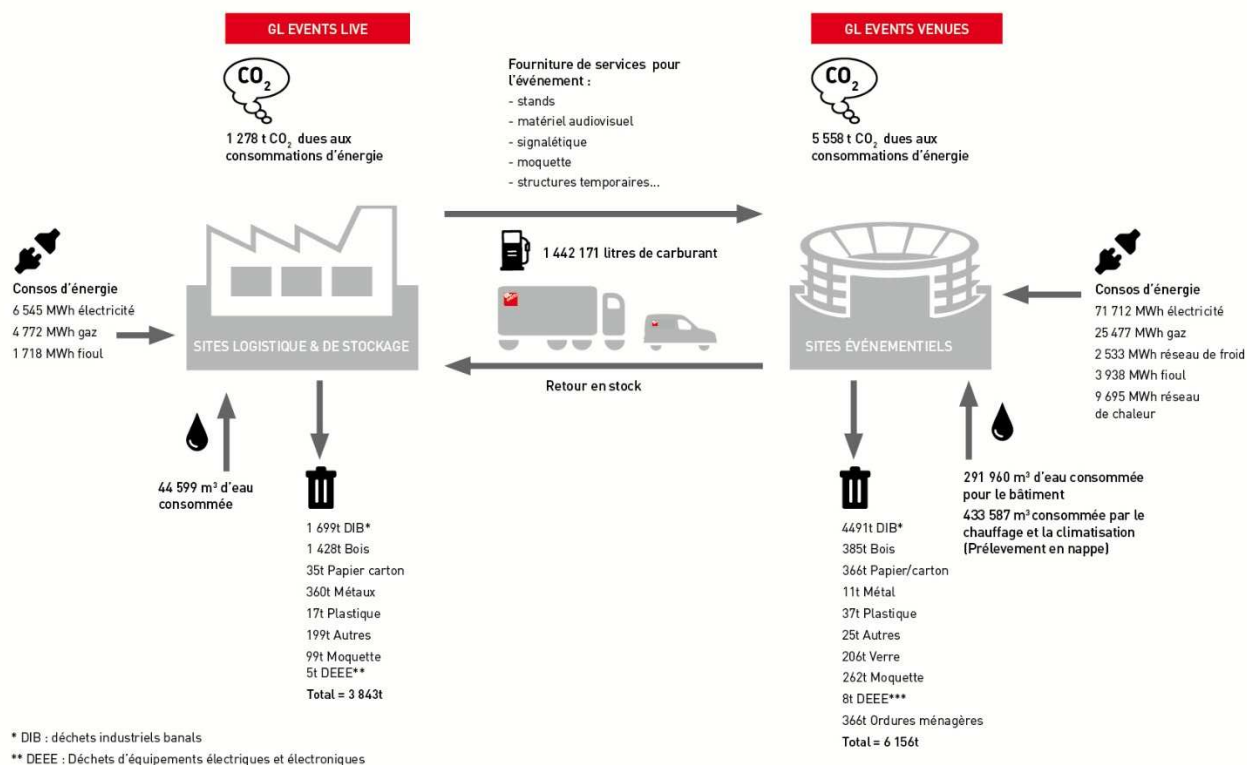 GL EVENTS LIVE
CO₂
1 278 t CO₂ dues aux
consommations d'énergie
Fourniture de services pour
l'événement :
- stands
- matériel audiovisuel
- signalétique
- moquette
- structures temporaires...
GL EVENTS VENUES
CO₂
5 558 t CO₂ dues aux
consommations d'énergie
1 442 171 litres de carburant
Retour en stock
Consos d'énergie
6 545 MWh électricité
4 772 MWh gaz
1 718 MWh fioul
SITES LOGISTIQUE & DE STOCKAGE
SITES ÉVÉNEMENTIELS
Consos d'énergie
71 712 MWh électricité
25 477 MWh gaz
2 533 MWh réseau de froid
3 938 MWh fioul
9 695 MWh réseau
de chaleur
44 599 m³ d'eau
consommée
1 699t DIB*
1 428t Bois
35t Papier carton
360t Métaux
17t Plastique
199t Autres
99t Moquette
5t DEEE**
Total = 3 843t
4491t DIB*
385t Bois
366t Papier/carton
11t Métal
37t Plastique
25t Autres
206t Verre
262t Moquette
8t DEEE***
366t Ordures ménagères
Total = 6 156t
291 960 m³ d'eau consommée
pour le bâtiment
433 587 m³ consommée par le
chauffage et la climatisation
(Prélevement en nappe)
* DIB : déchets industriels banals
** DEEE : Déchets d'équipements électriques et électroniques